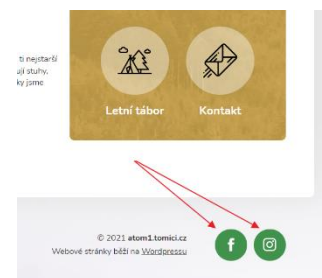 ti nejstarší
ují stuhy,
ky jsme
Letní tábor
Kontakt
© 2021 atom1.tomici.cz
Webové stránky běží na Wordpressu